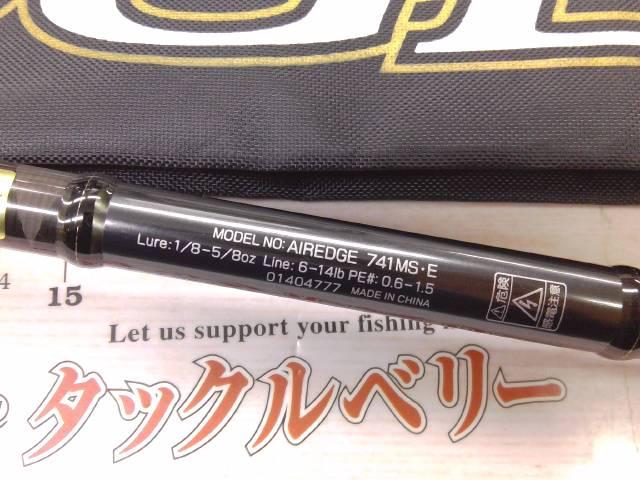 MODEL NO: AIREDGE 741MS・E
Lure:1/8-5/8oz Line: 6-14lb PE#: 0.6-1.5
01404777 MADE IN CHINA
危険
感電注意
15
Let us support your fishing
タックルベリー